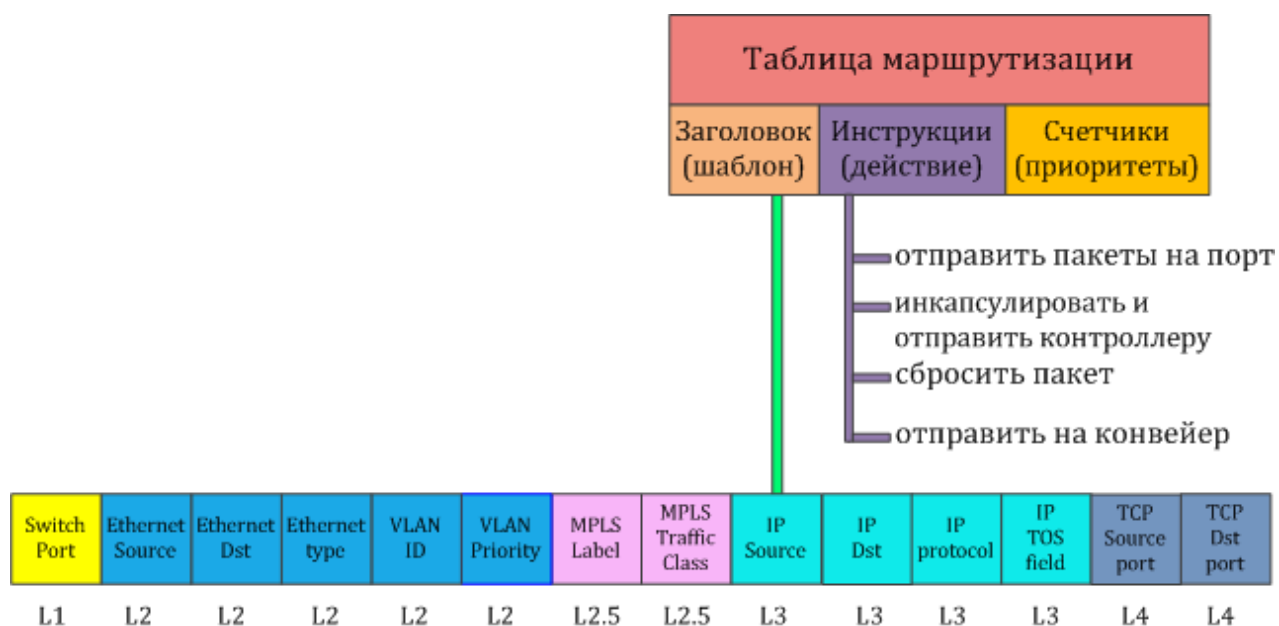 Таблица маршрутизации
Заголовок
(шаблон)
Инструкции
(действие)
Счетчики
(приоритеты)
отправить пакеты на порт
инкапсулировать и
отправить контроллеру
сбросить пакет
отправить на конвейер
Switch
Port
Ethernet
Source
Ethernet
Dst
Ethernet
type
VLAN
ID
VLAN
Priority
MPLS
Label
MPLS
Traffic
Class
IP
Source
IP
Dst
IP
protocol
IP
TOS
field
TCP
Source
port
TCP
Dst
port
L1 L2 L2 L2 L2 L2 L2.5 L2.5 L3 L3 L3 L3 L4 L4